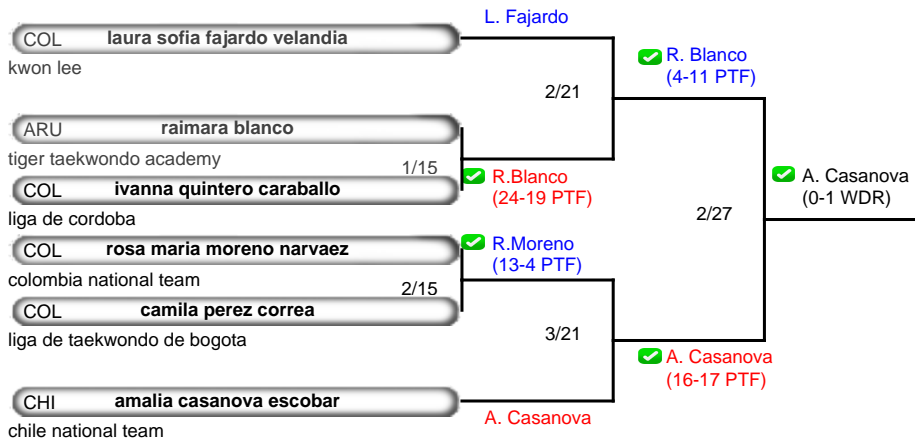 L. Fajardo
COL laura sofia fajardo velandia
kwon lee
R. Blanco
(4-11 PTF)
2/21
ARU raimara blanco
tiger taekwondo academy
1/15
R.Blanco
(24-19 PTF)
COL ivanna quintero caraballo
liga de cordoba
A. Casanova
(0-1 WDR)
2/27
COL rosa maria moreno narvaez
colombia national team
R.Moreno
(13-4 PTF)
2/15
COL camila perez correa
liga de taekwondo de bogota
3/21
A. Casanova
(16-17 PTF)
CHI amalia casanova escobar
chile national team
A. Casanova